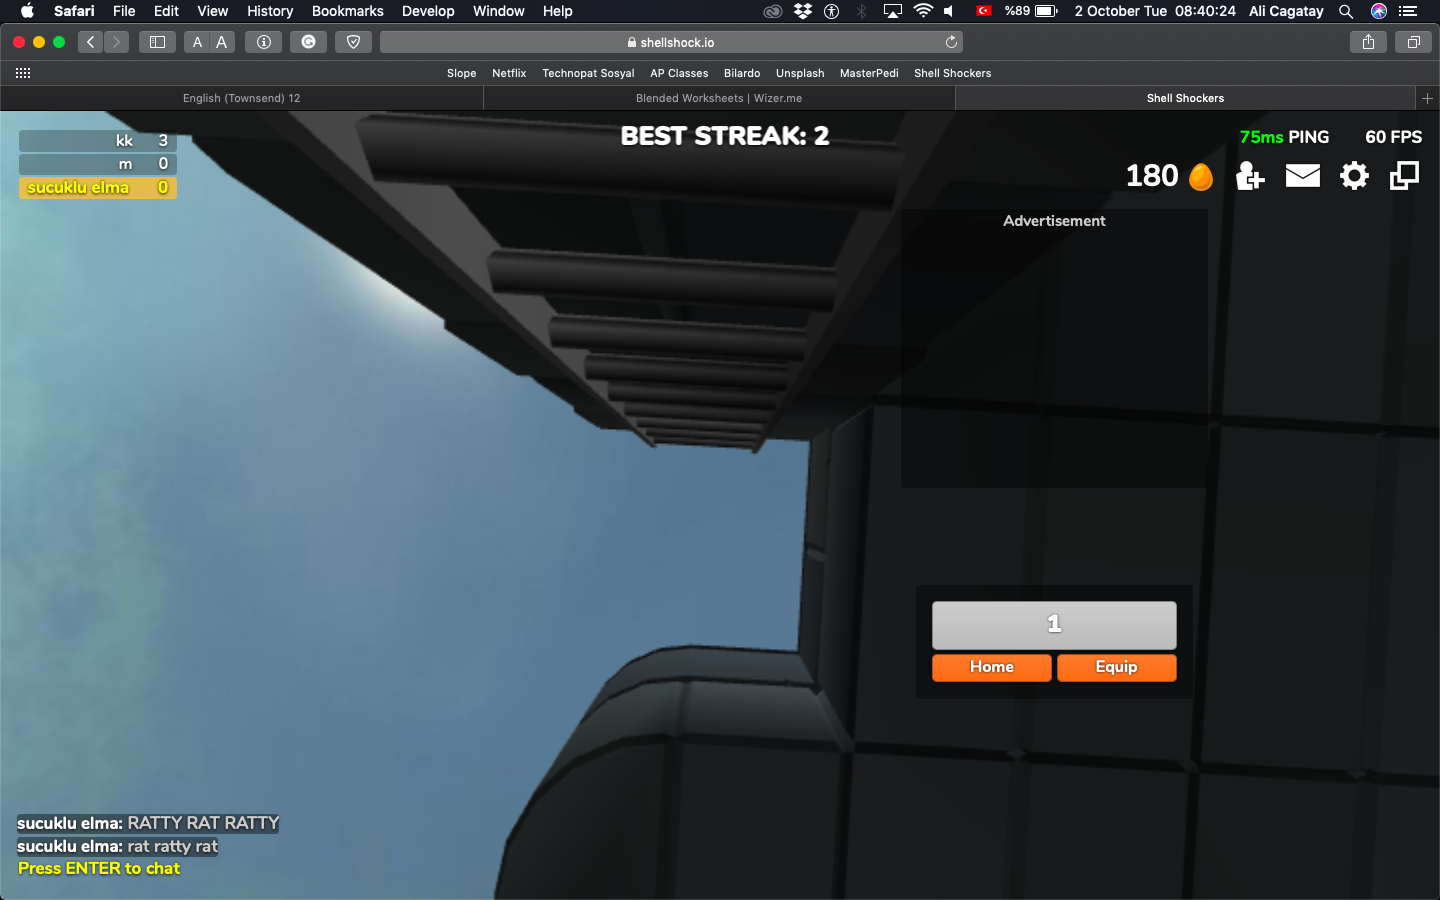 Safari File Edit View History Bookmarks Develop Window Help %89 2 October Tue 08:40:24 Ali Cagatay
A A shellshock.io
Slope Netflix Technopat Sosyal AP Classes Bilardo Unsplash MasterPedi Shell Shockers
English (Townsend) 12 Blended Worksheets | Wizer.me Shell Shockers
kk 3
m 0
sucuklu elma 0
BEST STREAK: 2
75ms PING 60 FPS
180
Advertisement
1
Home Equip
sucuklu elma: RATTY RAT RATTY
sucuklu elma: rat ratty rat
Press ENTER to chat